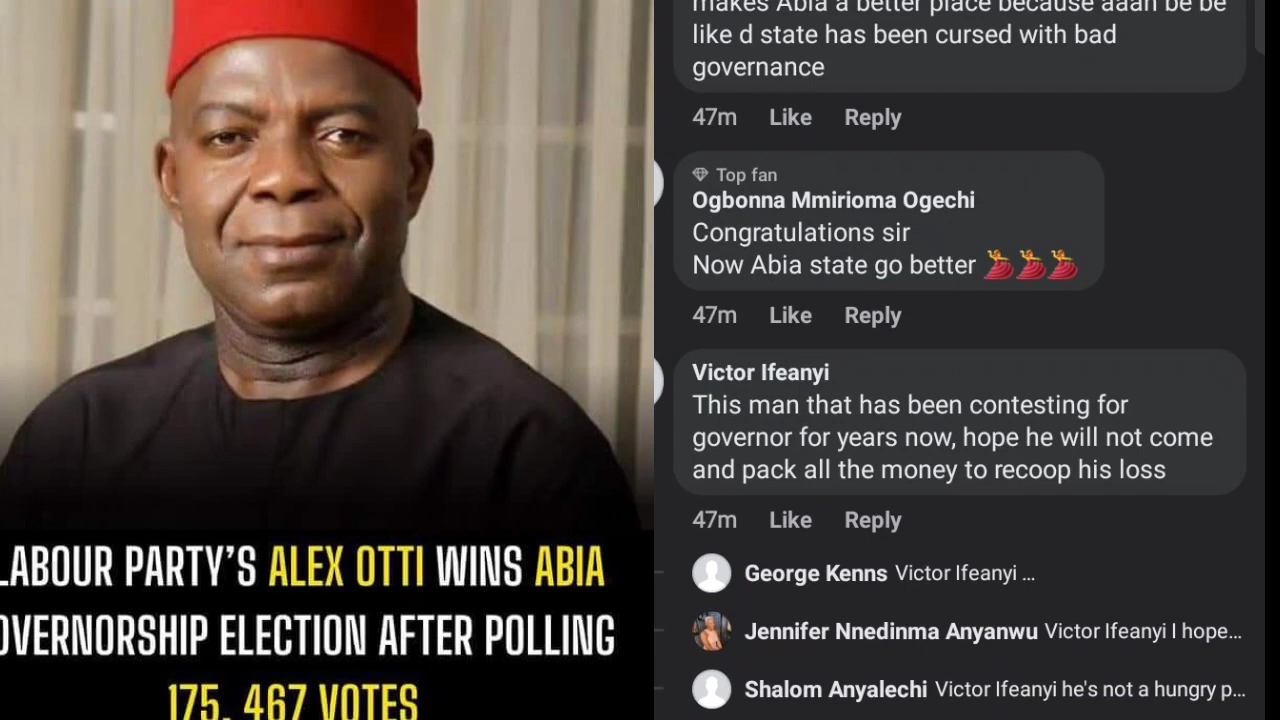 LABOUR PARTY'S ALEX OTTI WINS ABIA
OVERNORSHIP ELECTION AFTER POLLING
175, 467 VOTES
makes Abia a better place because aaah be be
like d state has been cursed with bad
governance
47m Like Reply
Top fan
Ogbonna Mmirioma Ogechi
Congratulations sir
Now Abia state go better 💃💃💃
47m Like Reply
Victor Ifeanyi
This man that has been contesting for
governor for years now, hope he will not come
and pack all the money to recoop his loss
47m Like Reply
George Kenns Victor Ifeanyi ...
Jennifer Nnedinma Anyanwu Victor Ifeanyi I hope...
Shalom Anyalechi Victor Ifeanyi he's not a hungry p...